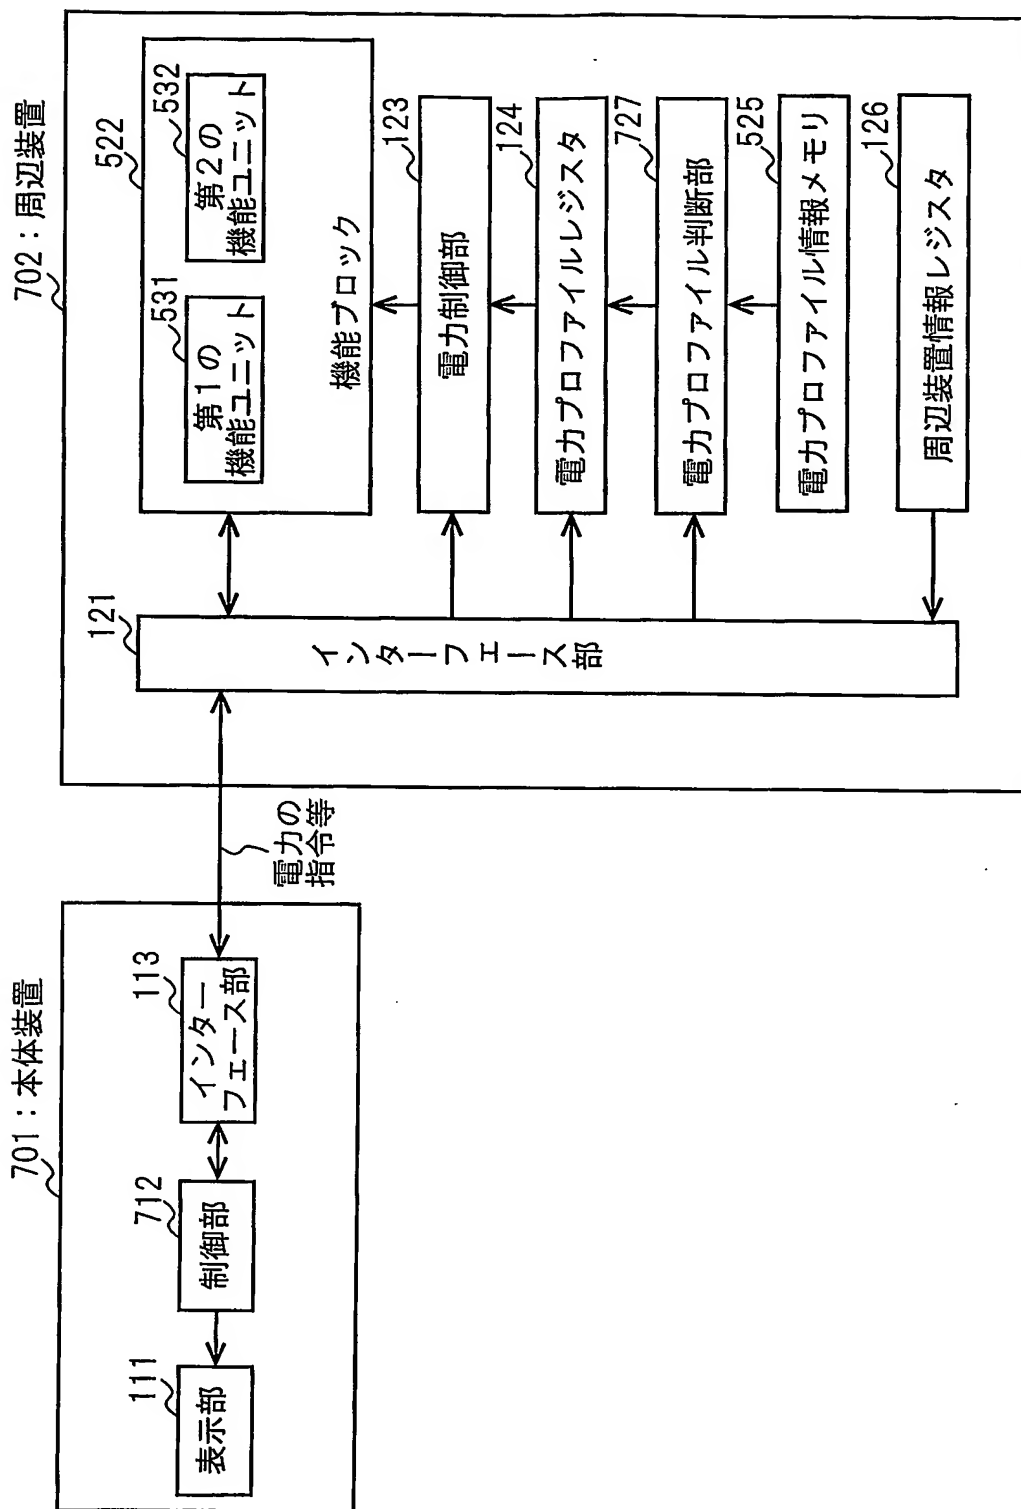 701：本体装置
111
表示部
712
制御部
113
インター
フェース部
電力の
指令等
702：周辺装置
121
インターフェース部
522
531
第1の
機能ユニット
532
第2の
機能ユニット
機能ブロック
123
電力制御部
124
電力プロファイルレジスタ
727
電力プロファイル判断部
525
電力プロファイル情報メモリ
126
周辺装置情報レジスタ